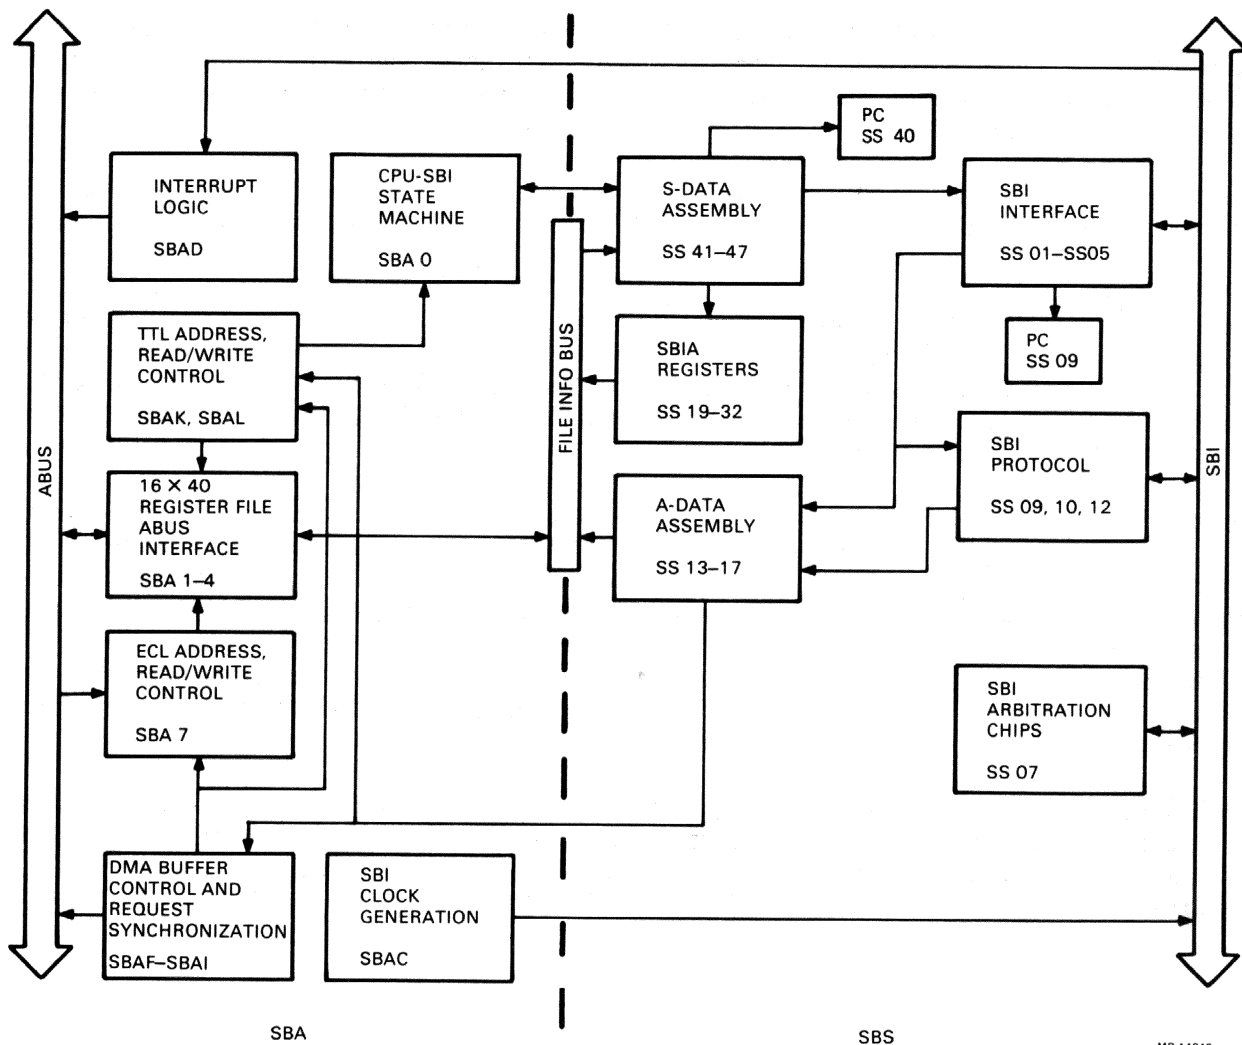 PC
SS 40
INTERRUPT
LOGIC
SBAD
CPU-SBI
STATE
MACHINE
SBA 0
S-DATA
ASSEMBLY
SS 41–47
SBI
INTERFACE
SS 01–SS05
TTL ADDRESS,
READ/WRITE
CONTROL
SBAK, SBAL
SBIA
REGISTERS
SS 19–32
PC
SS 09
ABUS
FILE INFO BUS
SBI
16 X 40
REGISTER FILE
ABUS
INTERFACE
SBA 1–4
A-DATA
ASSEMBLY
SS 13–17
SBI
PROTOCOL
SS 09, 10, 12
ECL ADDRESS,
READ/WRITE
CONTROL
SBA 7
SBI
ARBITRATION
CHIPS
SS 07
DMA BUFFER
CONTROL AND
REQUEST
SYNCHRONIZATION
SBAF–SBAI
SBI
CLOCK
GENERATION
SBAC
SBA
SBS